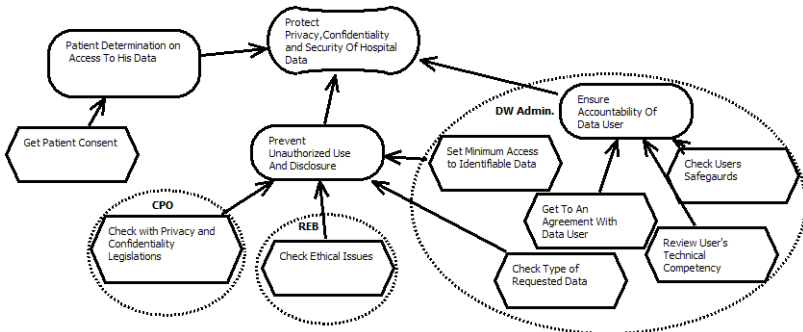 Protect
Privacy,Confidentiality
and Security Of Hospital
Data
Patient Determination on
Access To His Data
Get Patient Consent
DW Admin.
Ensure
Accountability Of
Data User
Prevent
Unauthorized Use
And Disclosure
Set Minimum Access
to Identifiable Data
Check Users
Safegaurds
CPO
Check with Privacy and
Confidentiality
Legislations
REB
Check Ethical Issues
Get To An
Agreement With
Data User
Review User's
Technical
Competency
Check Type of
Requested Data